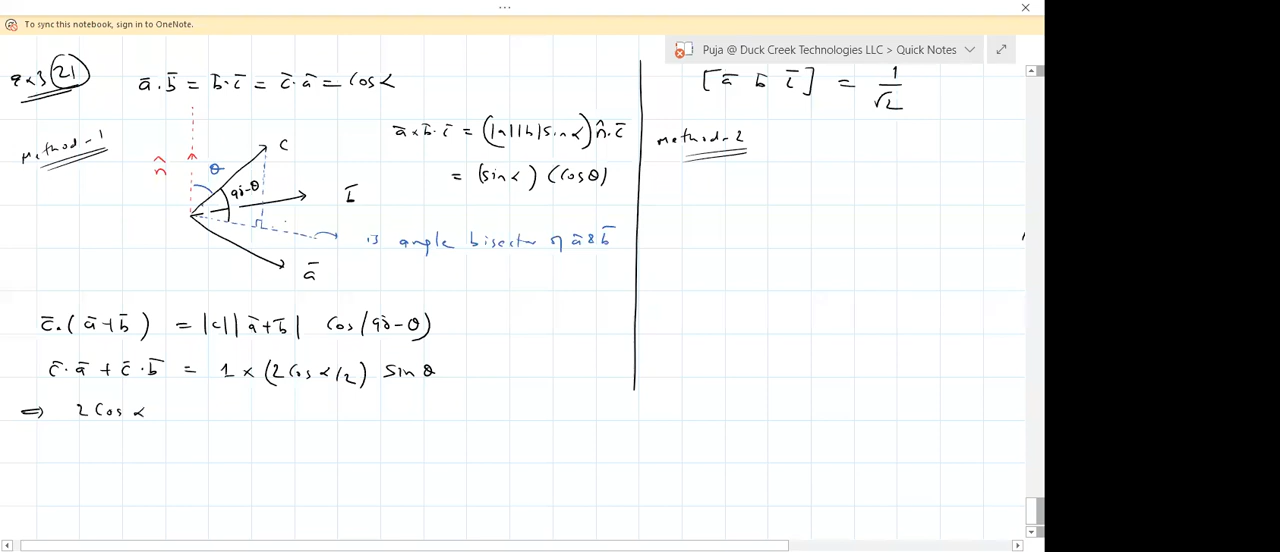 To sync this notebook, sign in to OneNote.
Puja @ Duck Creek Technologies LLC > Quick Notes
21
a̅ . b̅ = b̅ . c̅ = c̅ . a̅ = Cos α
Method-1
a̅ x b̅ . c̅ = (|a||b| sin α) n̂ . c̅
= (sin α) (cos θ)
n̂
θ
c
90-θ
b̅
is angle bisector of a̅ & b̅
a̅
c̅ . (a̅ + b̅) = |c| |a̅ + b̅| Cos(90-θ)
c̅ . a̅ + c̅ . b̅ = 1 x (2 Cos α/2) Sin θ
⇒ 2 Cos α
[a̅ b̅ c̅] = 1/√2
Method-2